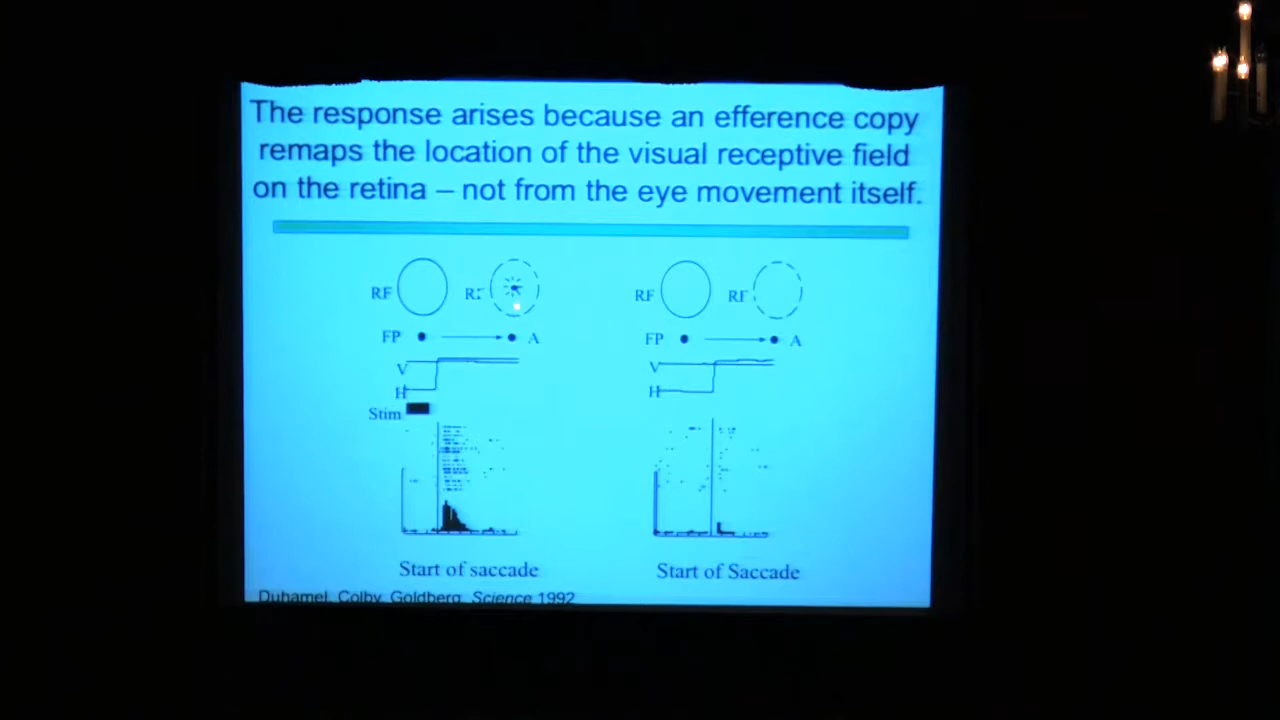 The response arises because an efference copy
remaps the location of the visual receptive field
on the retina – not from the eye movement itself.
RF RF RF RF
FP A FP A
V V
H H
Stim
Start of saccade Start of Saccade
Duhamel, Colby, Goldberg, Science 1992